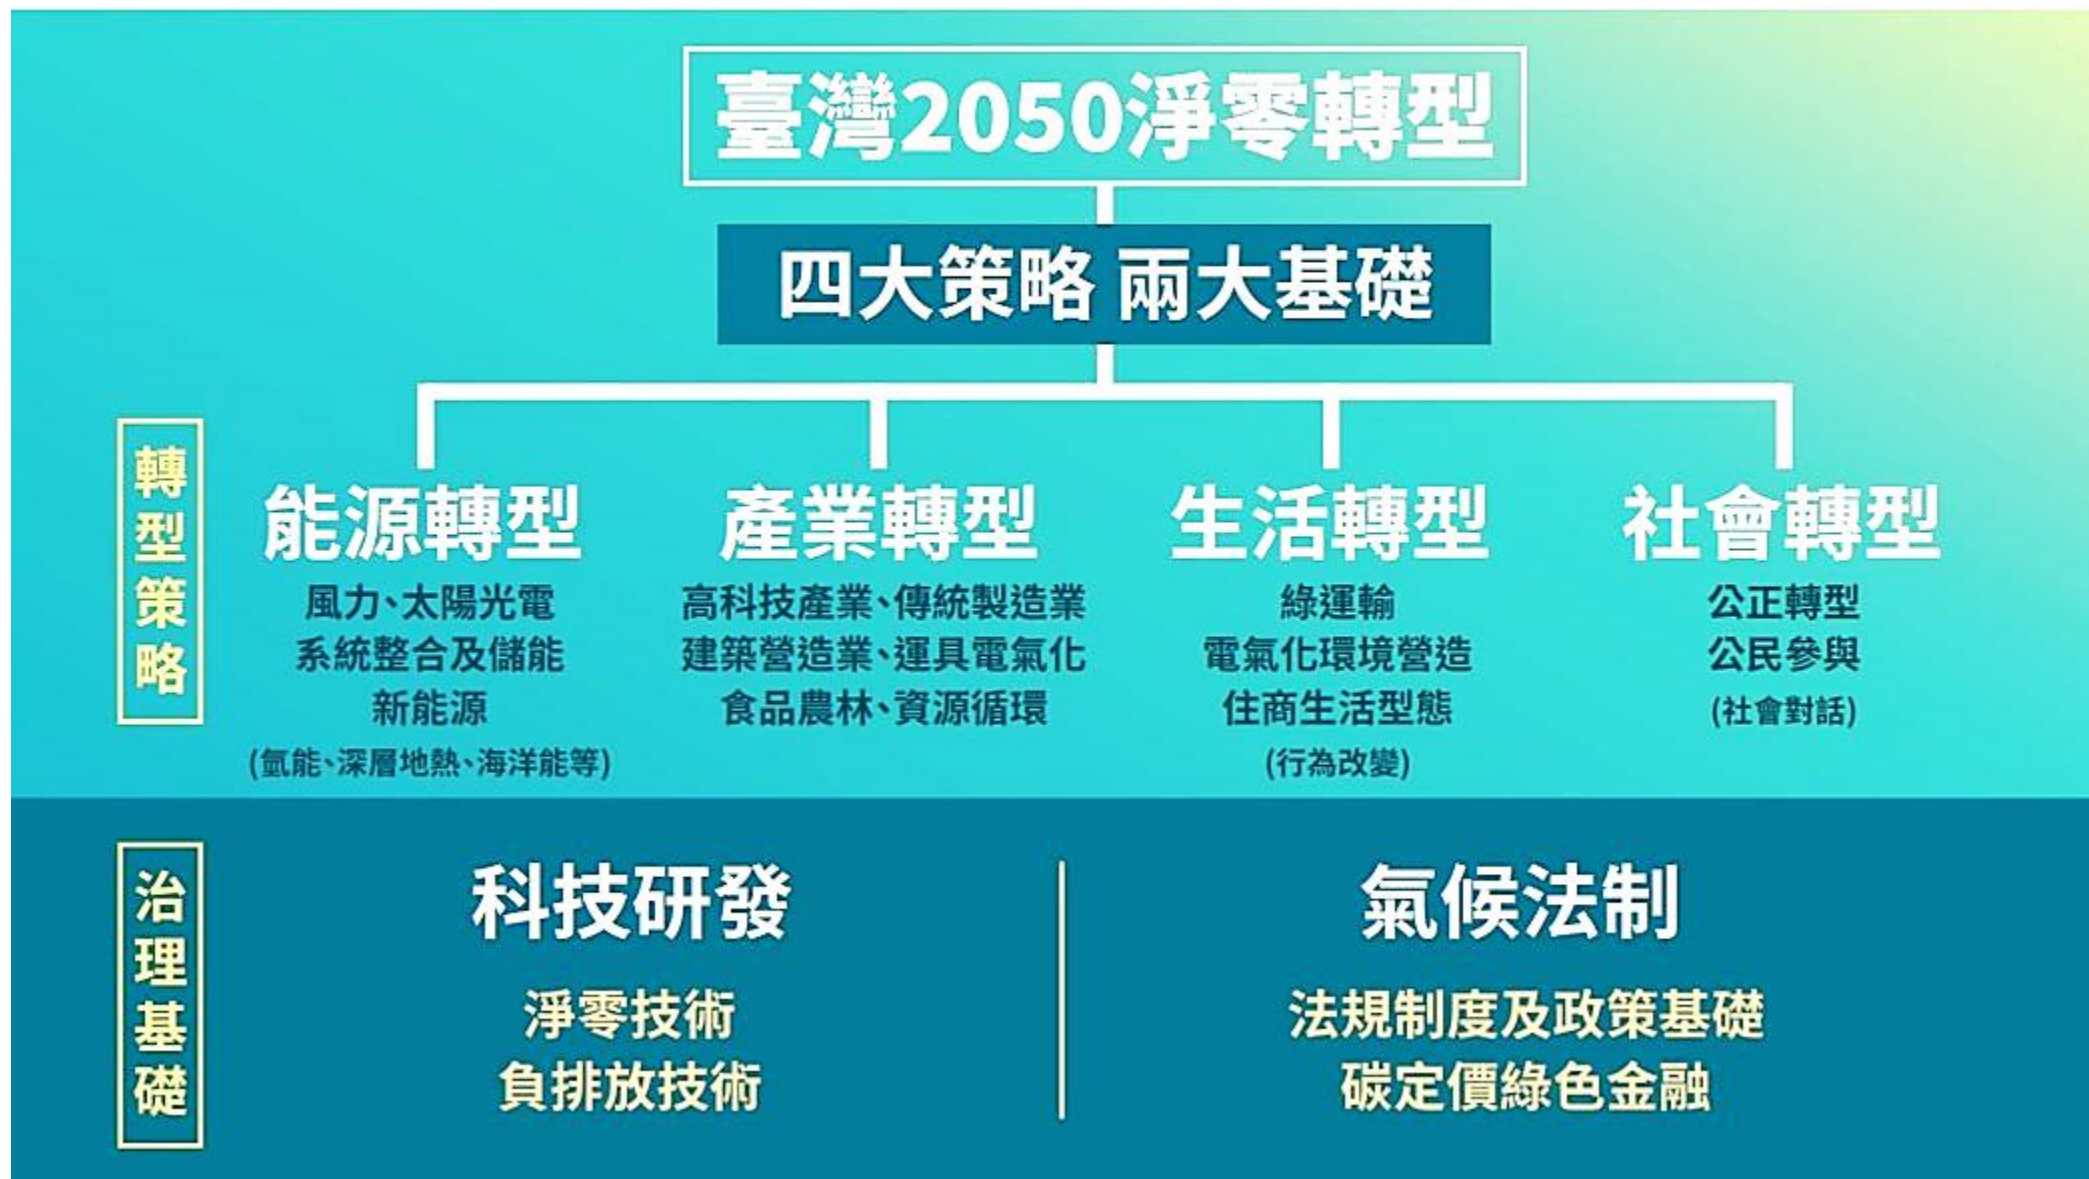 臺灣2050淨零轉型
四大策略 兩大基礎
轉型策略
能源轉型
風力、太陽光電
系統整合及儲能
新能源
(氫能、深層地熱、海洋能等)
產業轉型
高科技產業、傳統製造業
建築營造業、運具電氣化
食品農林、資源循環
生活轉型
綠運輸
電氣化環境營造
住商生活型態
(行為改變)
社會轉型
公正轉型
公民參與
(社會對話)
治理基礎
科技研發
淨零技術
負排放技術
氣候法制
法規制度及政策基礎
碳定價綠色金融